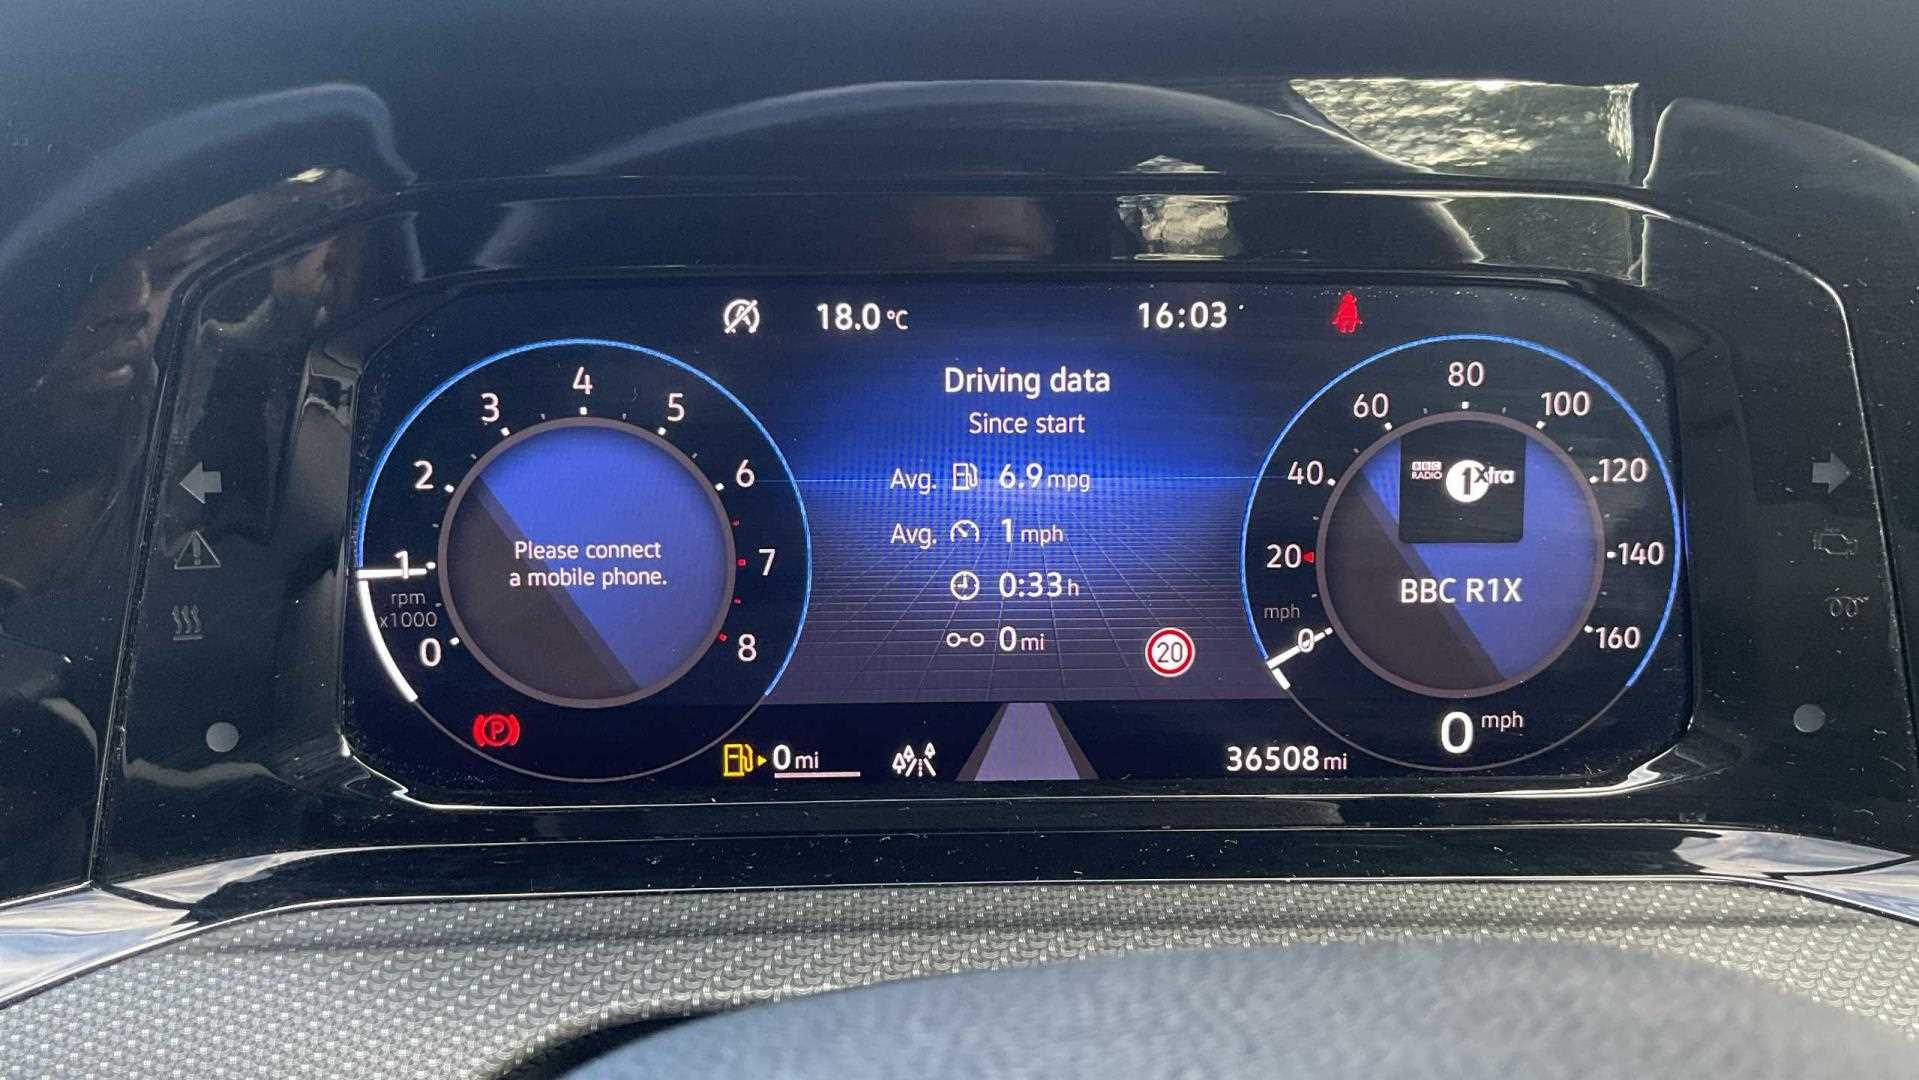 18.0 °C
16:03
Driving data
Since start
Avg. 6.9 mpg
Avg. 1 mph
0:33 h
0 mi
20
0
1
2
3
4
5
6
7
8
rpm
x1000
Please connect
a mobile phone.
0
20
40
60
80
100
120
140
160
mph
BBC
RADIO
1Xtra
BBC R1X
0 mph
P
0 mi
36508 mi